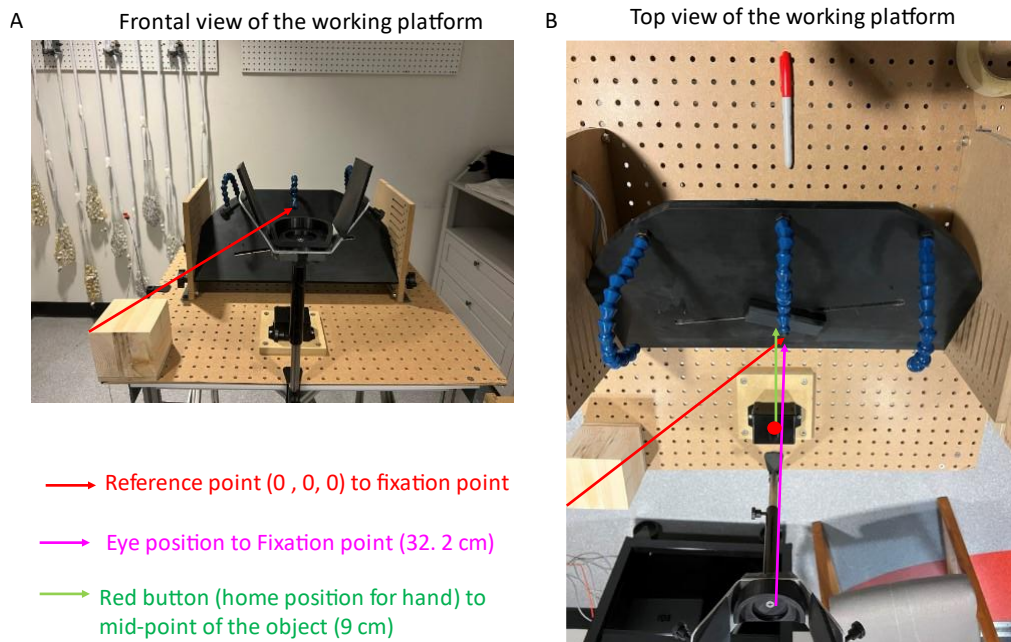 A
Frontal view of the working platform
B
Top view of the working platform
Reference point (0 , 0, 0) to fixation point
Eye position to Fixation point (32. 2 cm)
Red button (home position for hand) to
mid-point of the object (9 cm)